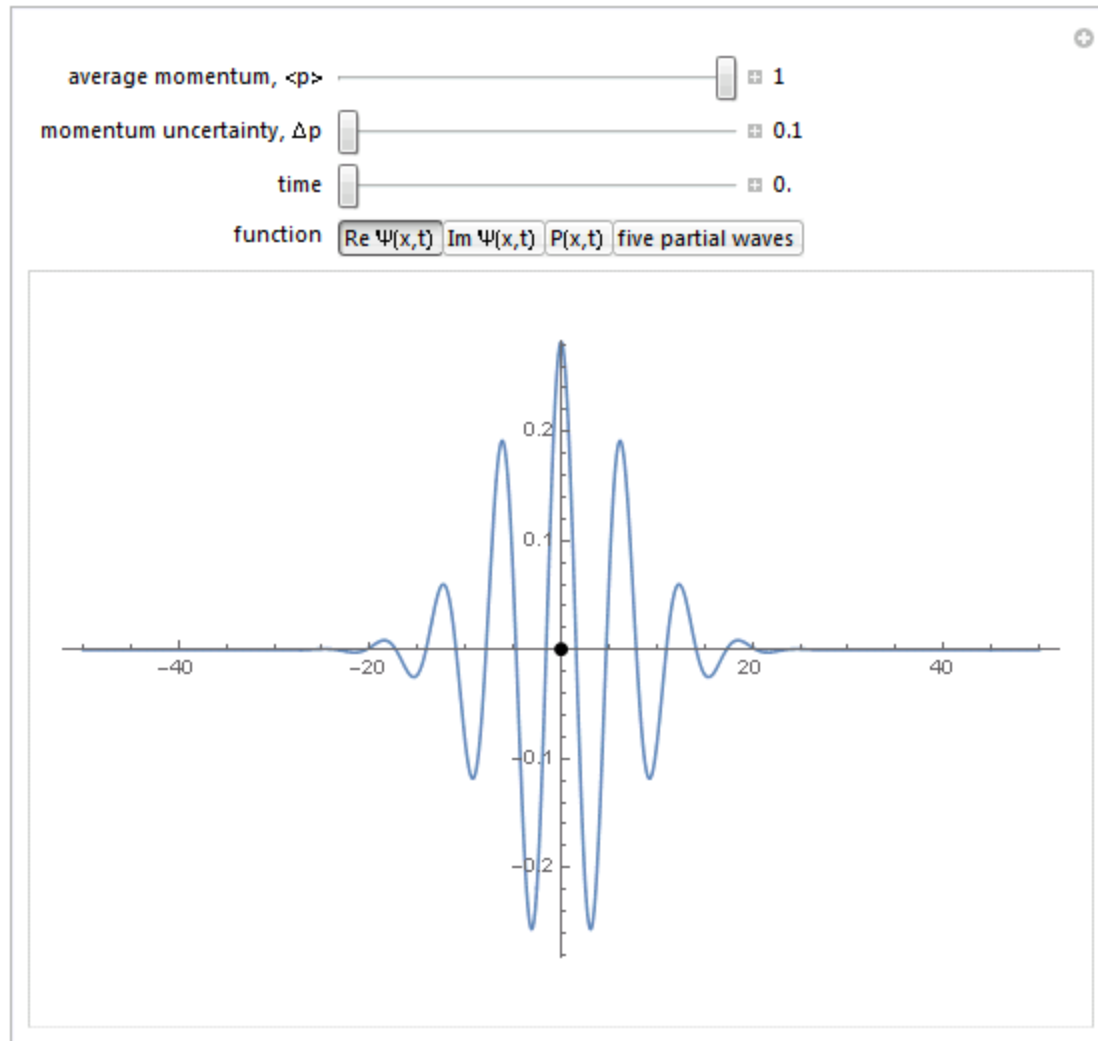 average momentum, <p> 1
momentum uncertainty, Δp 0.1
time 0.
function Re Ψ(x,t) Im Ψ(x,t) P(x,t) five partial waves
0.2
0.1
−40 −20 20 40
−0.1
−0.2